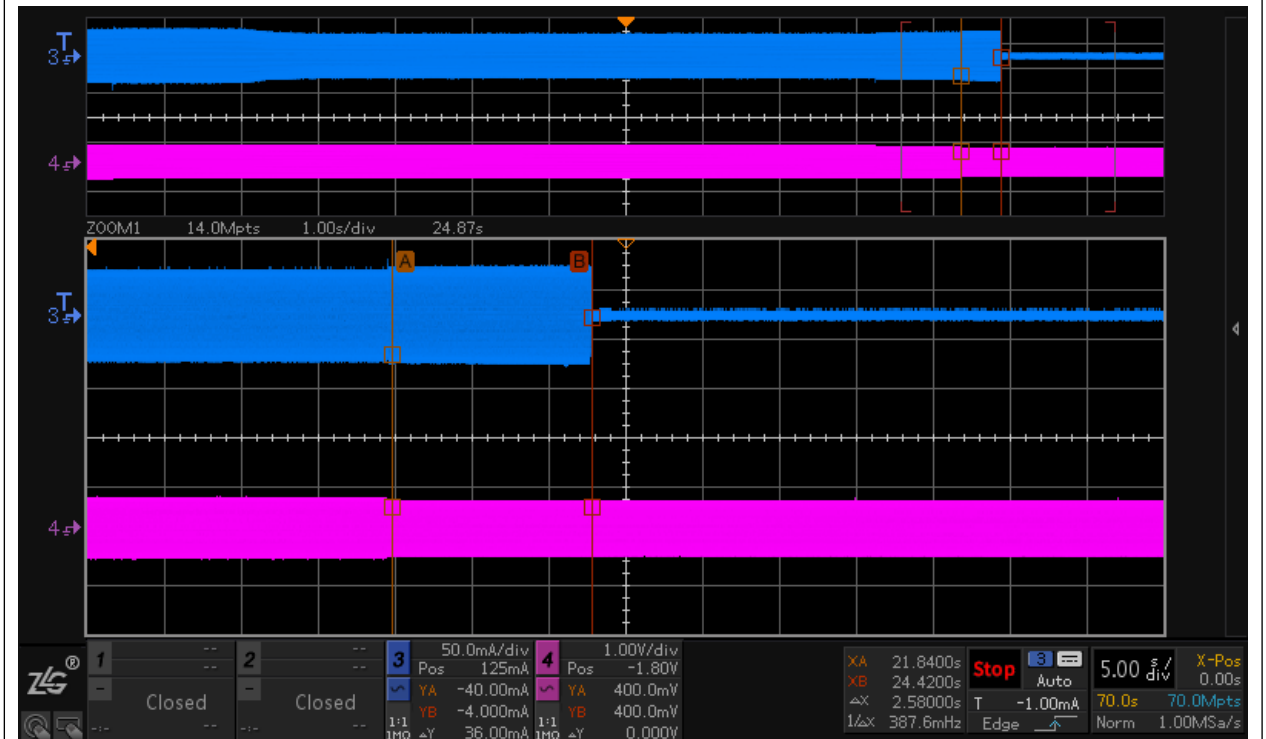 T
3
4
ZOOM1 14.0Mpts 1.00s/div 24.87s
A B
T
3
4
ZLG®
1 -- --
- Closed
-:-
2 -- --
- Closed
-:-
3 50.0mA/div
Pos 125mA
YA -40.00mA
YB -4.000mA
1:1
1MΩ △Y 36.00mA
4 1.00V/div
Pos -1.80V
YA 400.0mV
YB 400.0mV
1:1
1MΩ △Y 0.000V
XA 21.8400s
XB 24.4200s
△X 2.58000s
1/△X 387.6mHz
Stop 3 Auto
T -1.00mA
Edge
5.00 s/div
X-Pos
0.00s
70.0s 70.0Mpts
Norm 1.00MSa/s